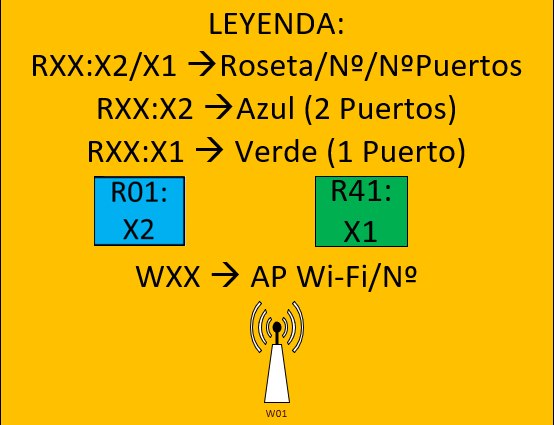 LEYENDA:
RXX:X2/X1 →Roseta/Nº/NºPuertos
RXX:X2 →Azul (2 Puertos)
RXX:X1 → Verde (1 Puerto)
R01:
X2
R41:
X1
WXX → AP Wi-Fi/Nº
W01